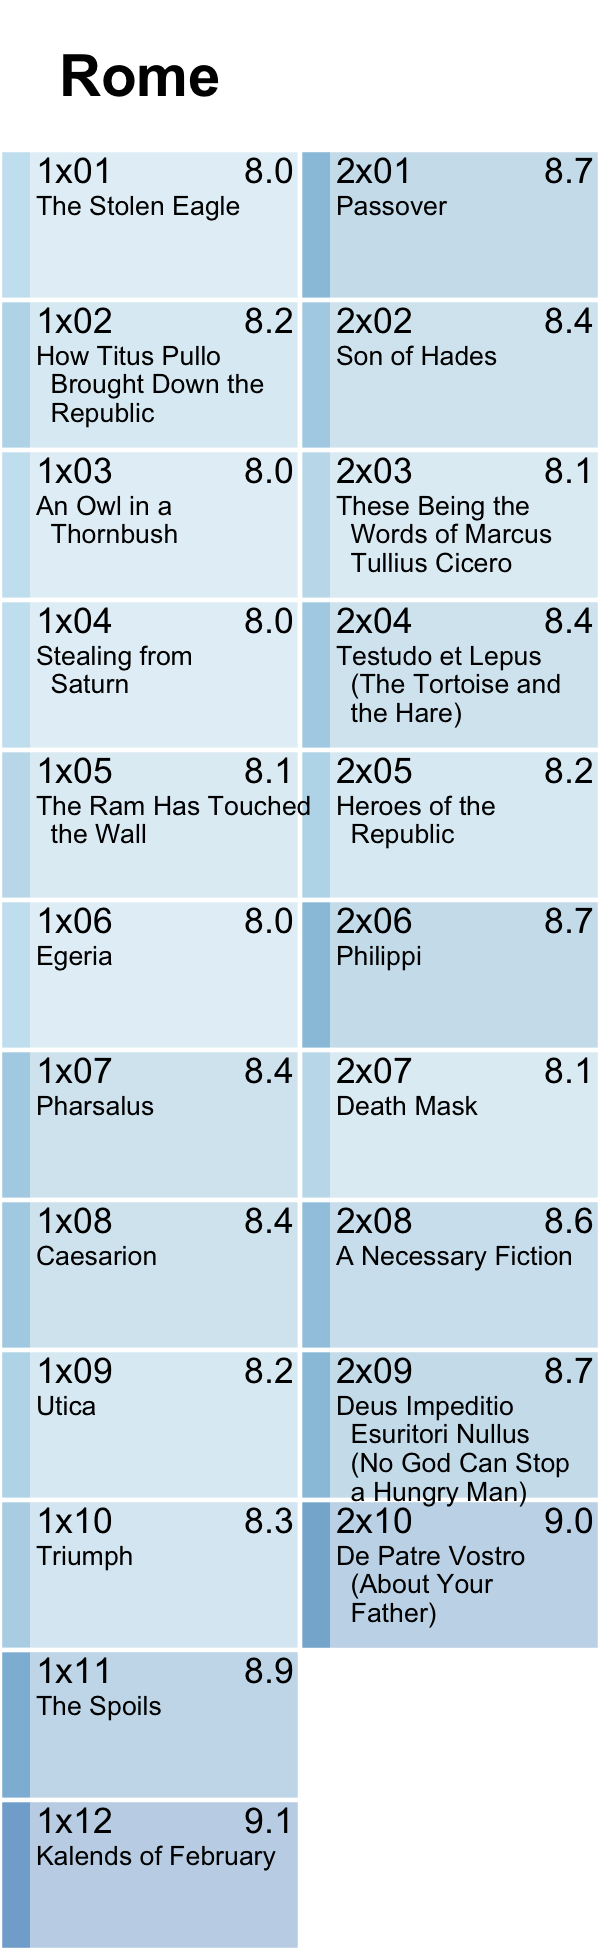 Rome
1x01 8.0
The Stolen Eagle
1x02 8.2
How Titus Pullo
Brought Down the
Republic
1x03 8.0
An Owl in a
Thornbush
1x04 8.0
Stealing from
Saturn
1x05 8.1
The Ram Has Touched
the Wall
1x06 8.0
Egeria
1x07 8.4
Pharsalus
1x08 8.4
Caesarion
1x09 8.2
Utica
1x10 8.3
Triumph
1x11 8.9
The Spoils
1x12 9.1
Kalends of February
2x01 8.7
Passover
2x02 8.4
Son of Hades
2x03 8.1
These Being the
Words of Marcus
Tullius Cicero
2x04 8.4
Testudo et Lepus
(The Tortoise and
the Hare)
2x05 8.2
Heroes of the
Republic
2x06 8.7
Philippi
2x07 8.1
Death Mask
2x08 8.6
A Necessary Fiction
2x09 8.7
Deus Impeditio
Esuritori Nullus
(No God Can Stop
a Hungry Man)
2x10 9.0
De Patre Vostro
(About Your
Father)